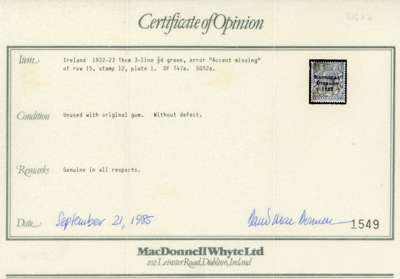 Certificate of Opinion
Item: Ireland 1922-23 Thom 3-line ½d green, error "Accent missing"
of row 15, stamp 12, plate 1. DF T47a. SG52a.
Condition Unused with original gum. Without defect.
Remarks Genuine in all respects.
Date September 21, 1985
1549
MacDonnell Whyte Ltd
102 Leinster Road, Dublin, Ireland